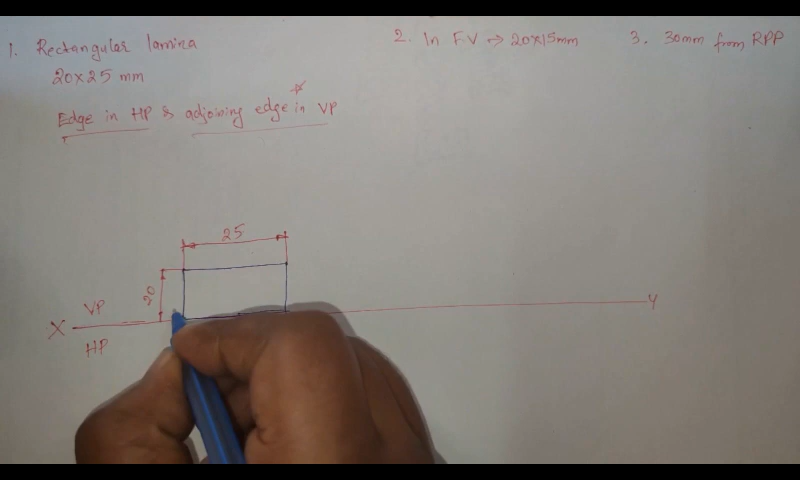 1. Rectangular lamina
20x25 mm
Edge in HP & adjoining edge in VP
2. In F.V → 20x15mm
3. 30mm from RPP
25
20
VP
X
Y
HP